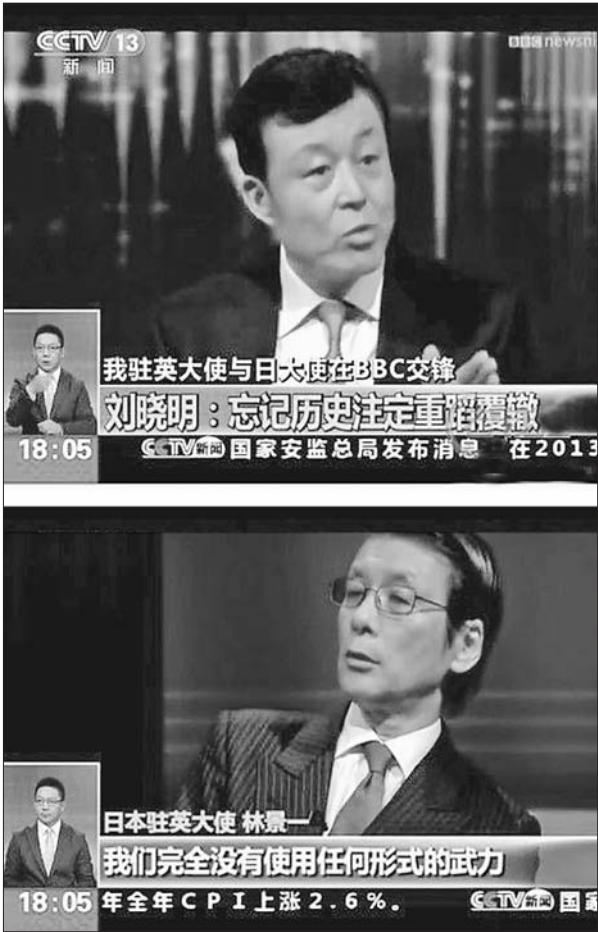 CCTV 13
新闻
BBC newsni
我驻英大使与日大使在BBC交锋
刘晓明：忘记历史注定重蹈覆辙
18:05
CCTV新闻 国家安监总局发布消息 在2013
日本驻英大使 林景一
我们完全没有使用任何形式的武力
18:05
年全年CPI上涨2.6%。
CCTV新闻 国家